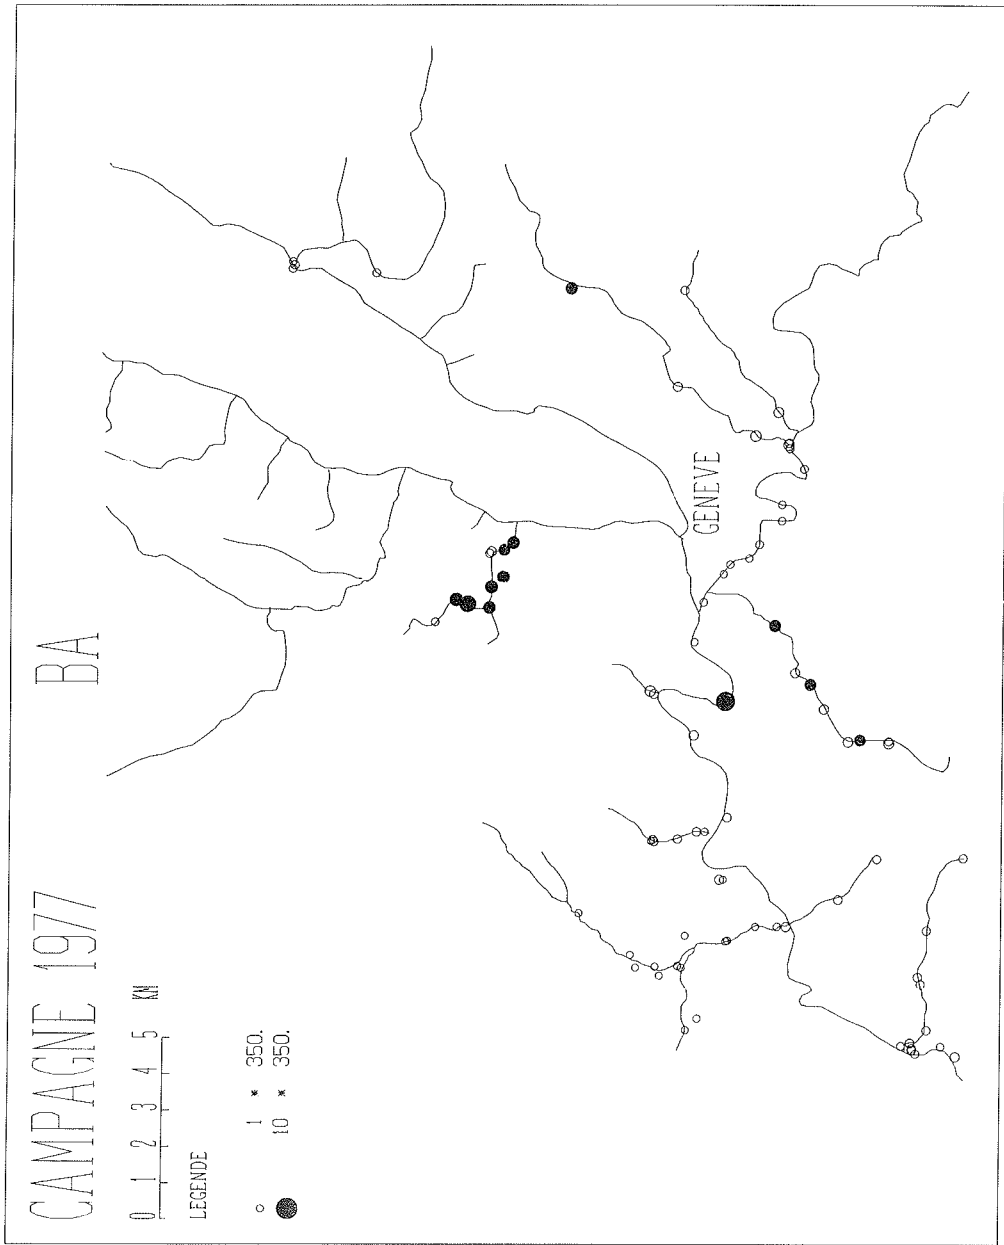 CAMPAGNE 1977 BA
0 1 2 3 4 5 KM
LEGENDE
1 * 350.
10 * 350.
GENEVE